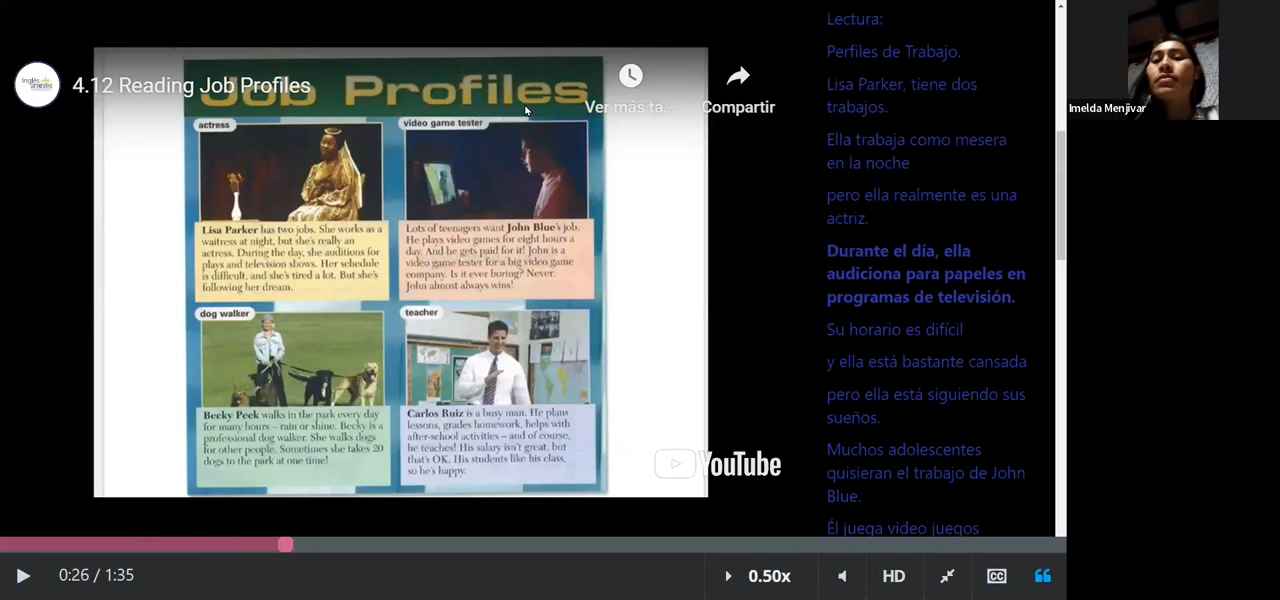 4.12 Reading Job Profiles
Job Profiles
Ver más ta...
Compartir
actress
Lisa Parker has two jobs. She works as a
waitress at night, but she's really an
actress. During the day, she auditions for
plays and television shows. Her schedule
is difficult, and she's tired a lot. But she's
following her dream.
video game tester
Lots of teenagers want John Blue's job.
He plays video games for eight hours a
day. And he gets paid for it! John is a
video game tester for a big video game
company. Is it ever boring? Never.
John almost always wins!
dog walker
Becky Peck walks in the park every day
for many hours – rain or shine. Becky is a
professional dog walker. She walks dogs
for other people. Sometimes she takes 20
dogs to the park at one time!
teacher
Carlos Ruiz is a busy man. He plans
lessons, grades homework, helps with
after-school activities – and of course,
he teaches! His salary isn't great, but
that's OK. His students like his class,
so he's happy.
YouTube
Lectura:
Perfiles de Trabajo.
Lisa Parker, tiene dos
trabajos.
Ella trabaja como mesera
en la noche
pero ella realmente es una
actriz.
Durante el día, ella
audiciona para papeles en
programas de televisión.
Su horario es difícil
y ella está bastante cansada
pero ella está siguiendo sus
sueños.
Muchos adolescentes
quisieran el trabajo de John
Blue.
Él juega video juegos
Imelda Menjivar
0:26 / 1:35
0.50x
HD
CC